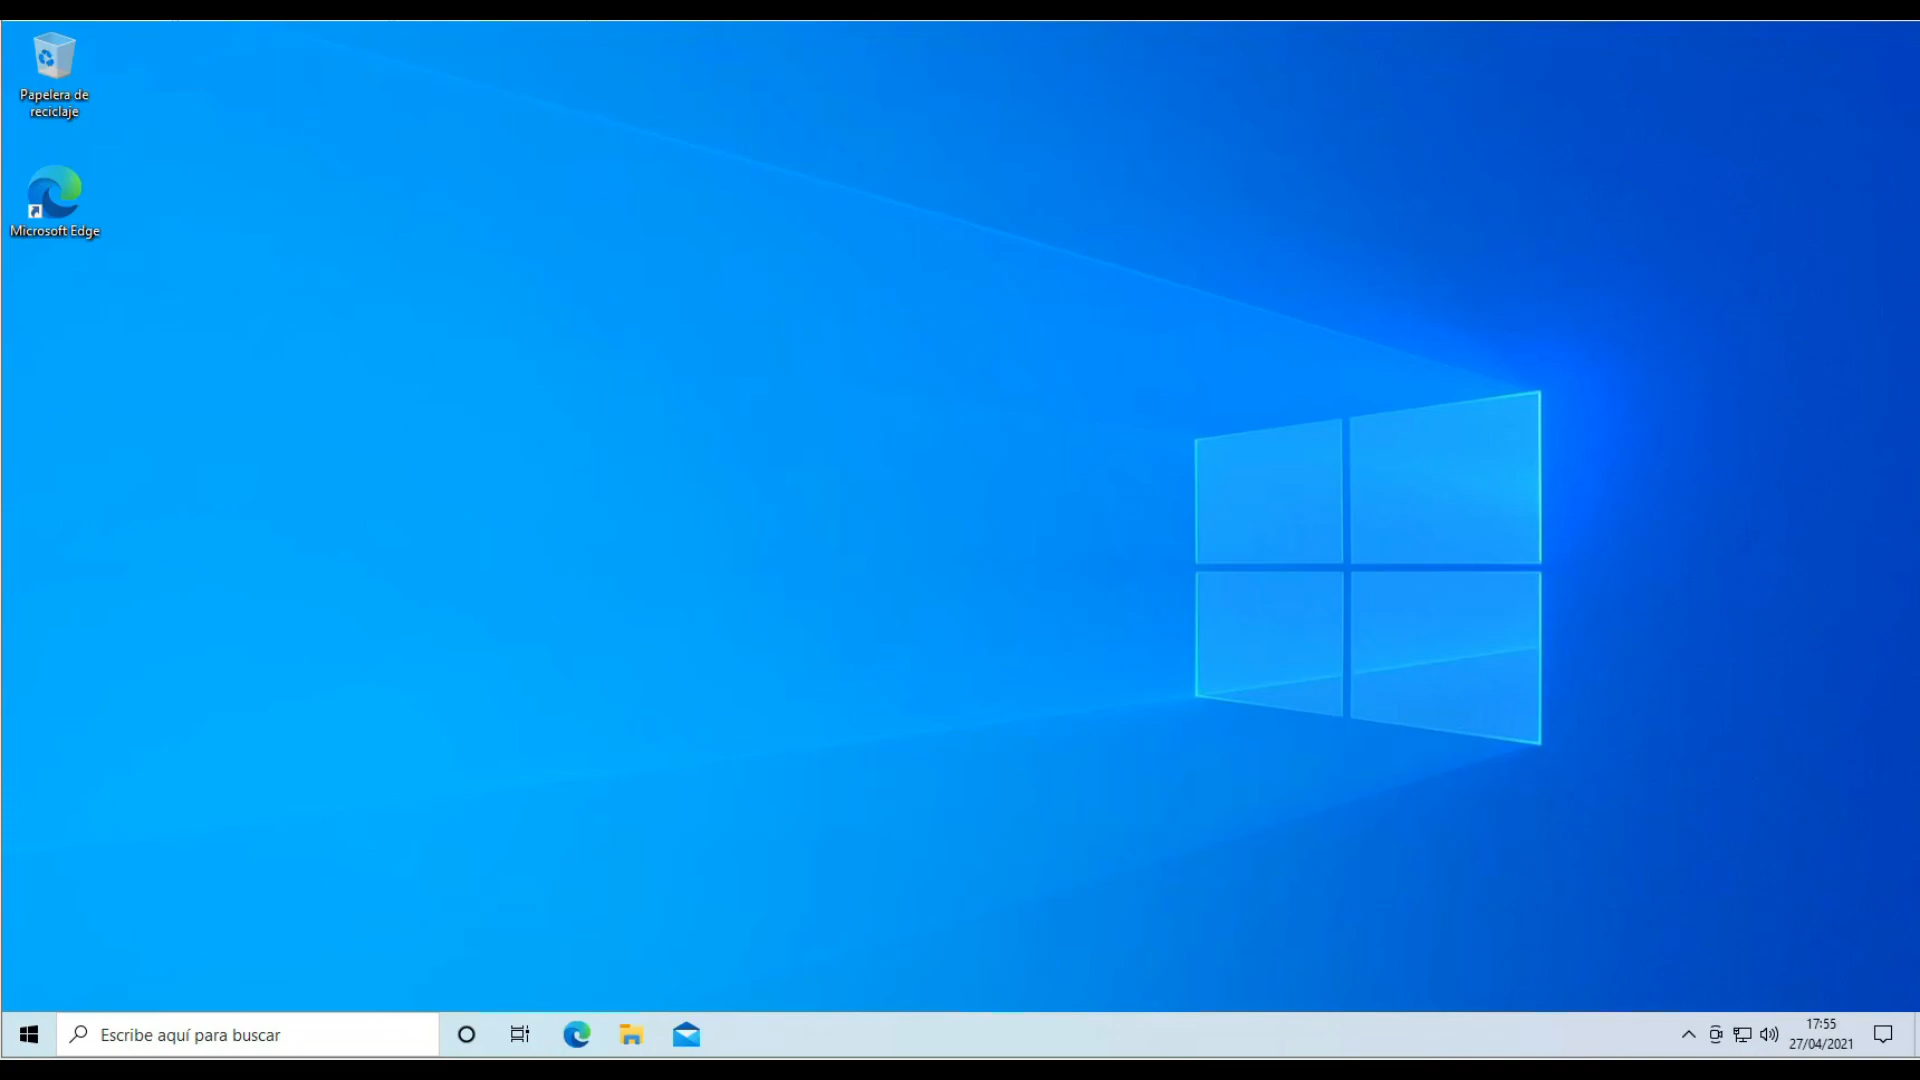 Papelera de
reciclaje
Microsoft Edge
Escribe aquí para buscar
17:55
27/04/2021